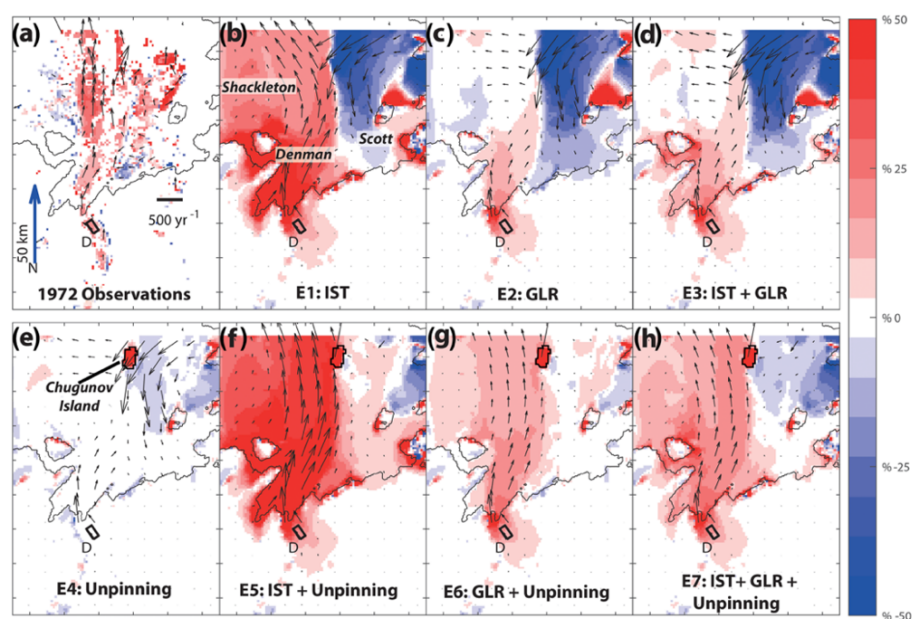 (a)
(b)
(c)
(d)
% 50
Shackleton
Scott
Denman
500 yr-1
50 km
N
D
D
D
D
% 25
1972 Observations
E1: IST
E2: GLR
E3: IST + GLR
% 0
(e)
(f)
(g)
(h)
Chugunov
Island
% -25
D
D
D
D
E4: Unpinning
E5: IST + Unpinning
E6: GLR + Unpinning
E7: IST+ GLR +
Unpinning
% -50